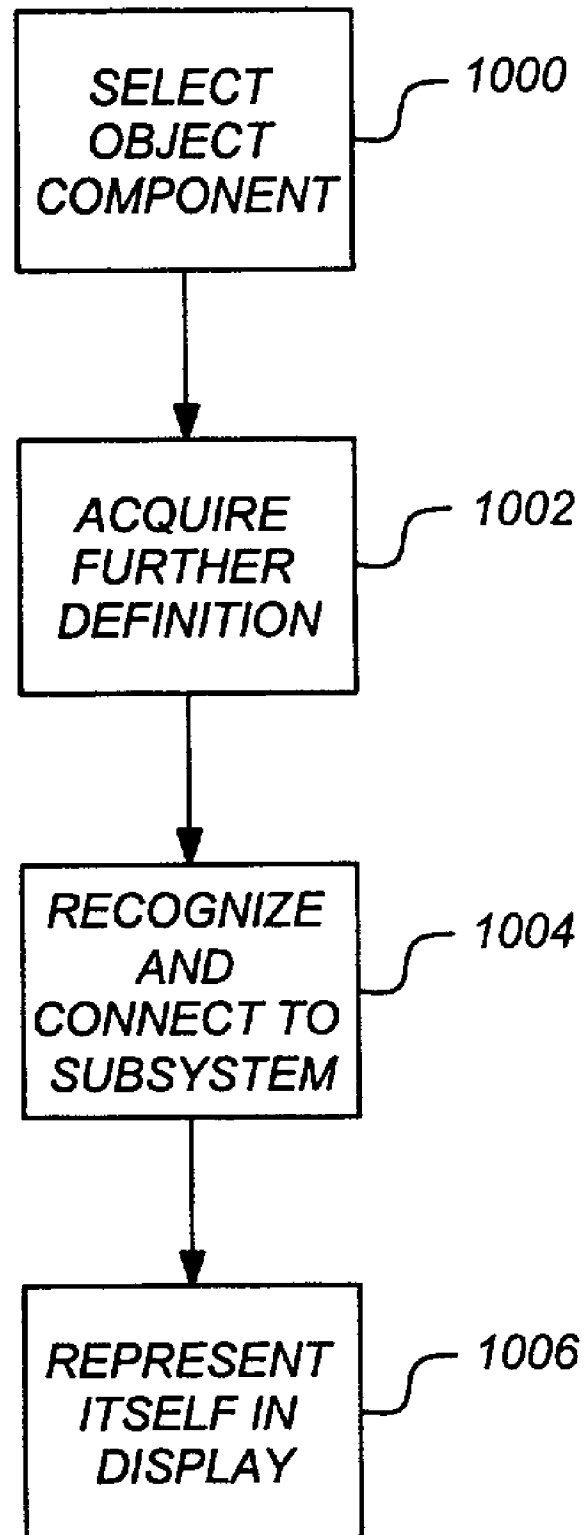 SELECT
OBJECT
COMPONENT
1000
ACQUIRE
FURTHER
DEFINITION
1002
RECOGNIZE
AND
CONNECT TO
SUBSYSTEM
1004
REPRESENT
ITSELF IN
DISPLAY
1006